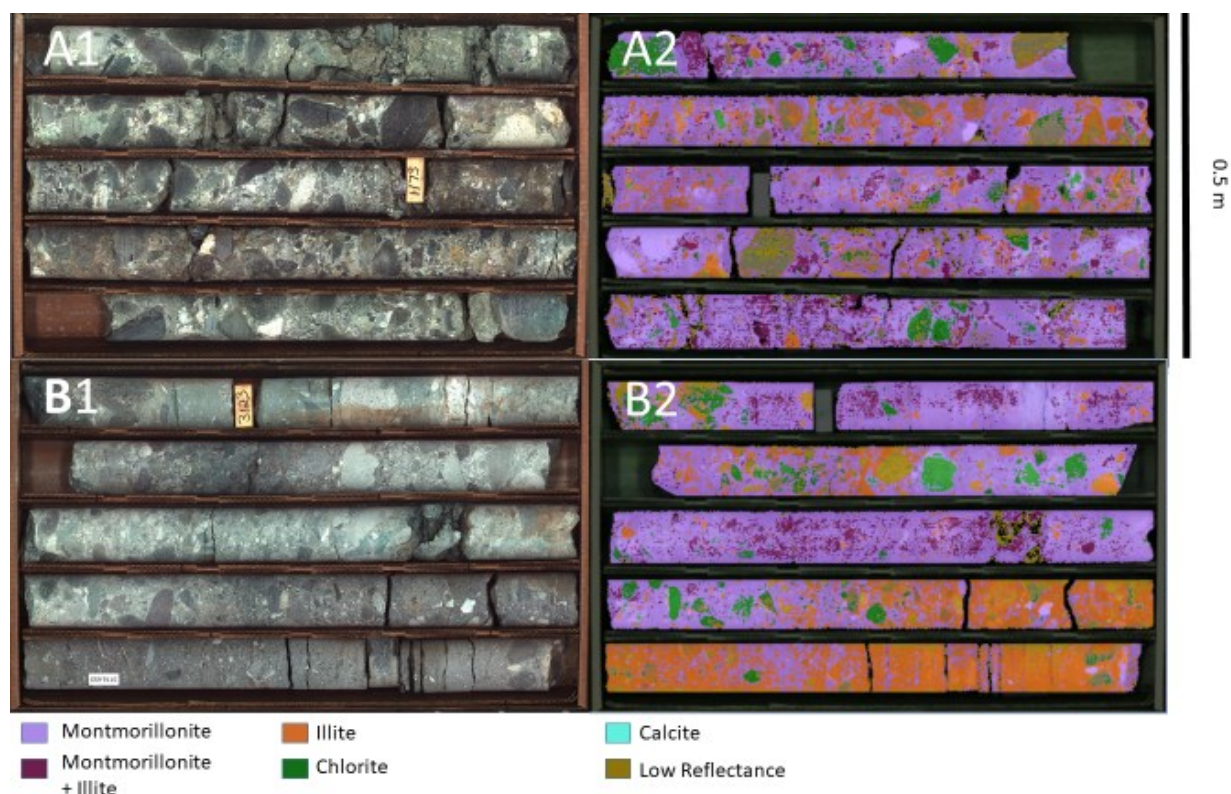 A1
A2
0.5 m
B1
B2
Montmorillonite
Illite
Calcite
Montmorillonite
+ Illite
Chlorite
Low Reflectance